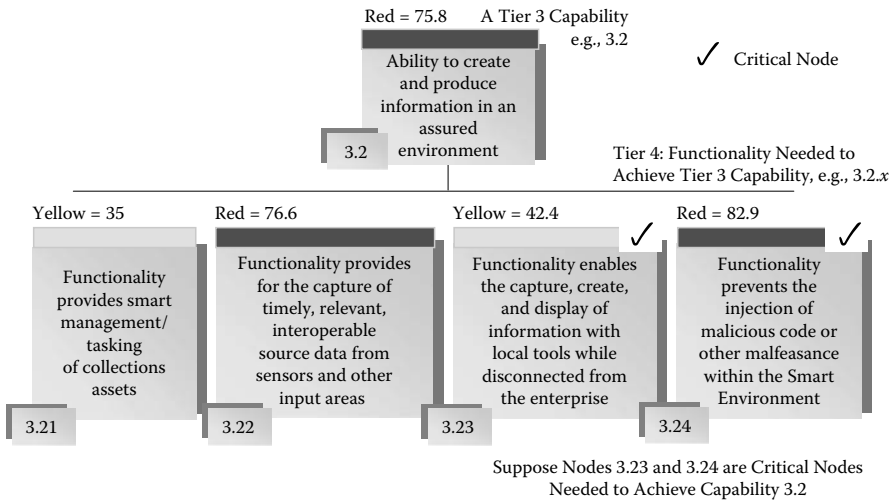 Red = 75.8
A Tier 3 Capability
e.g., 3.2
✓ Critical Node
Ability to create
and produce
information in an
assured
environment
3.2
Tier 4: Functionality Needed to
Achieve Tier 3 Capability, e.g., 3.2.x
Yellow = 35
Functionality
provides smart
management/
tasking
of collections
assets
3.21
Red = 76.6
Functionality provides
for the capture of
timely, relevant,
interoperable
source data from
sensors and other
input areas
3.22
Yellow = 42.4
✓
Functionality enables
the capture, create,
and display of
information with
local tools while
disconnected from
the enterprise
3.23
Red = 82.9
✓
Functionality
prevents the
injection of
malicious code or
other malfeasance
within the Smart
Environment
3.24
Suppose Nodes 3.23 and 3.24 are Critical Nodes
Needed to Achieve Capability 3.2